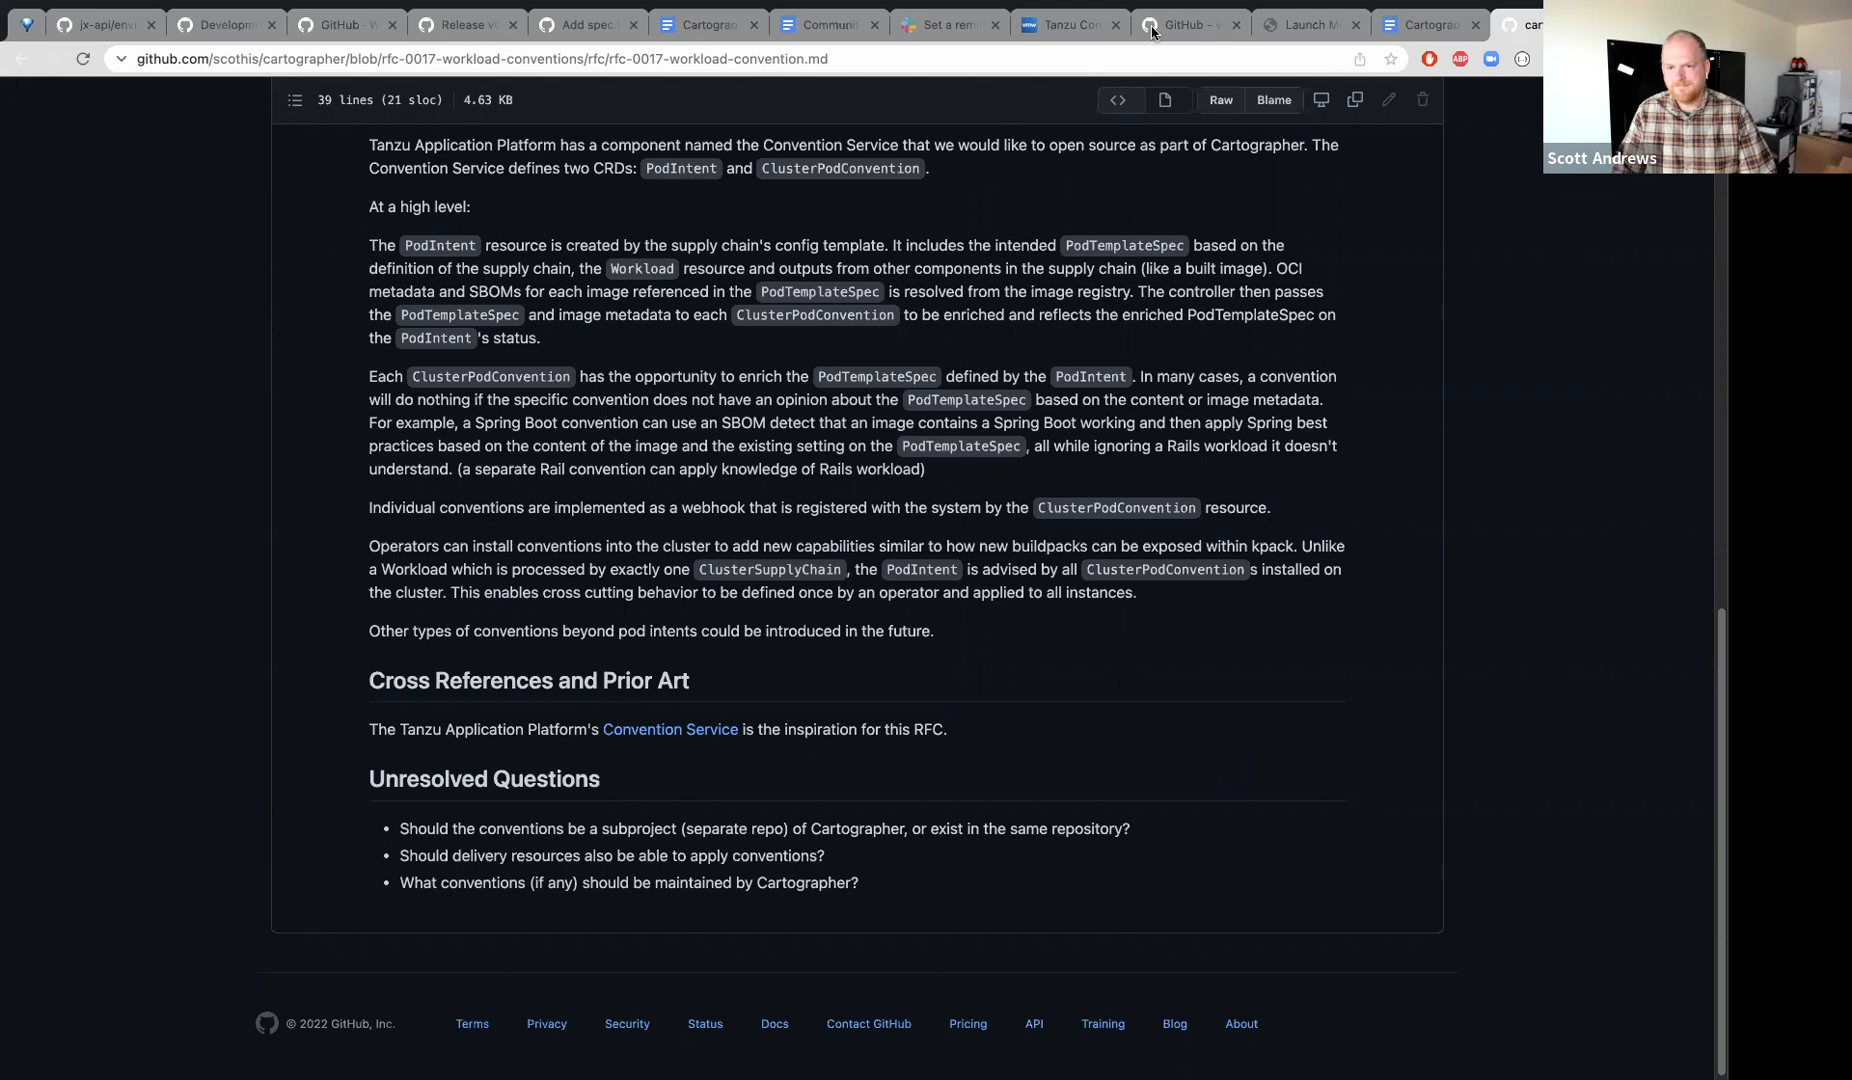 jx-api/env
Developm
GitHub - W
Release v0
Add spec.
Cartograp
Communit
Set a rem
Tanzu Com
GitHub - v
Launch M
Cartograp
car
github.com/scothis/cartographer/blob/rfc-0017-workload-conventions/rfc/rfc-0017-workload-convention.md
ABP
39 lines (21 sloc) 4.63 KB
Raw Blame
Scott Andrews
Tanzu Application Platform has a component named the Convention Service that we would like to open source as part of Cartographer. The
Convention Service defines two CRDs: PodIntent and ClusterPodConvention.
At a high level:
The PodIntent resource is created by the supply chain's config template. It includes the intended PodTemplateSpec based on the
definition of the supply chain, the Workload resource and outputs from other components in the supply chain (like a built image). OCI
metadata and SBOMs for each image referenced in the PodTemplateSpec is resolved from the image registry. The controller then passes
the PodTemplateSpec and image metadata to each ClusterPodConvention to be enriched and reflects the enriched PodTemplateSpec on
the PodIntent's status.
Each ClusterPodConvention has the opportunity to enrich the PodTemplateSpec defined by the PodIntent. In many cases, a convention
will do nothing if the specific convention does not have an opinion about the PodTemplateSpec based on the content or image metadata.
For example, a Spring Boot convention can use an SBOM detect that an image contains a Spring Boot working and then apply Spring best
practices based on the content of the image and the existing setting on the PodTemplateSpec, all while ignoring a Rails workload it doesn't
understand. (a separate Rail convention can apply knowledge of Rails workload)
Individual conventions are implemented as a webhook that is registered with the system by the ClusterPodConvention resource.
Operators can install conventions into the cluster to add new capabilities similar to how new buildpacks can be exposed within kpack. Unlike
a Workload which is processed by exactly one ClusterSupplyChain, the PodIntent is advised by all ClusterPodConventions installed on
the cluster. This enables cross cutting behavior to be defined once by an operator and applied to all instances.
Other types of conventions beyond pod intents could be introduced in the future.
Cross References and Prior Art
The Tanzu Application Platform's Convention Service is the inspiration for this RFC.
Unresolved Questions
• Should the conventions be a subproject (separate repo) of Cartographer, or exist in the same repository?
• Should delivery resources also be able to apply conventions?
• What conventions (if any) should be maintained by Cartographer?
© 2022 GitHub, Inc. Terms Privacy Security Status Docs Contact GitHub Pricing API Training Blog About